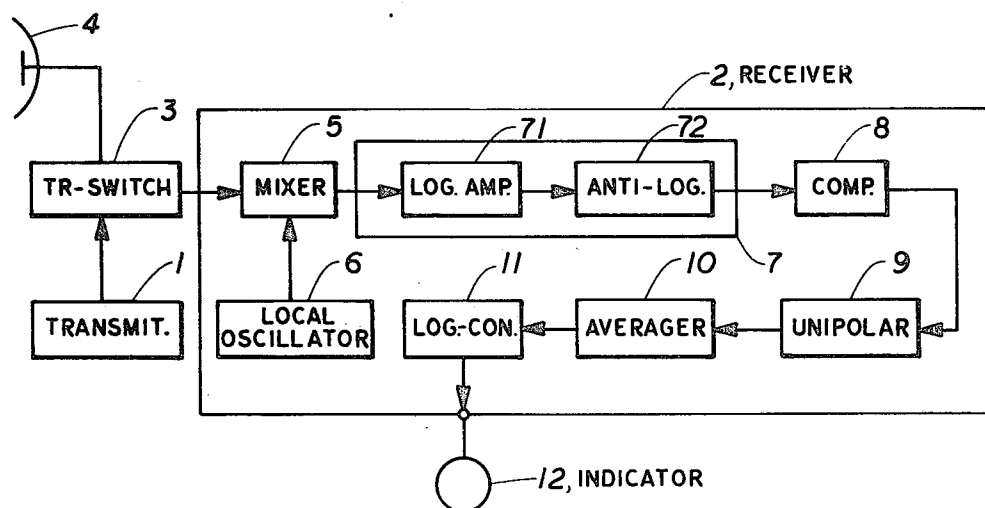 4
2, RECEIVER
3
5
71
72
8
TR-SWITCH
MIXER
LOG. AMP.
ANTI-LOG.
COMP.
1
6
11
10
7
9
TRANSMIT.
LOCAL
OSCILLATOR
LOG.-CON.
AVERAGER
UNIPOLAR
12, INDICATOR